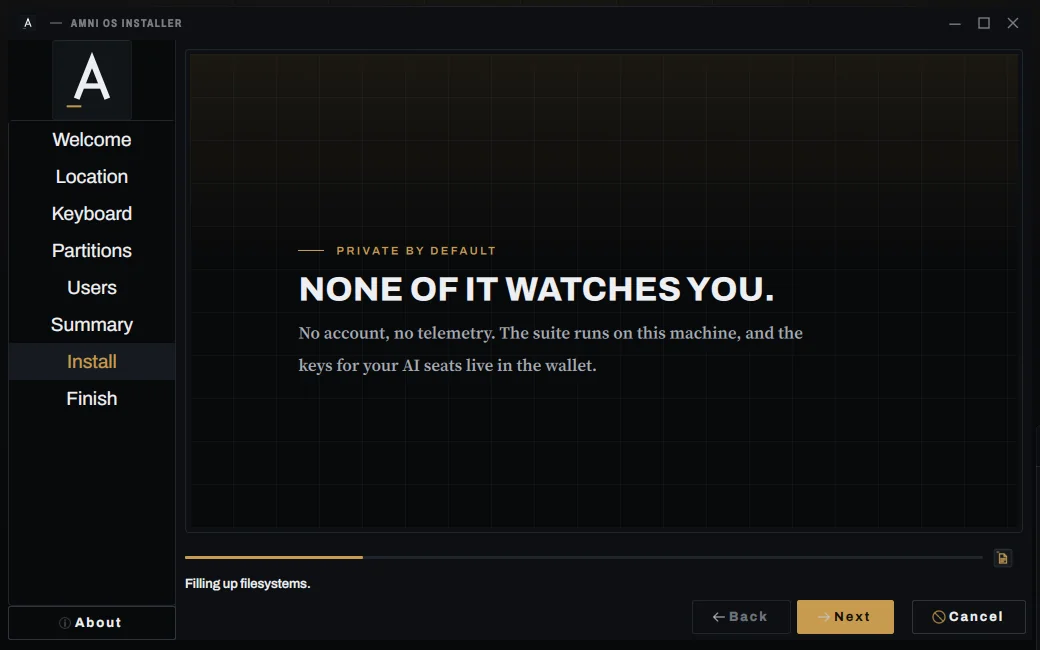 A — AMNI OS INSTALLER
A
Welcome
Location
Keyboard
Partitions
Users
Summary
Install
Finish
About
PRIVATE BY DEFAULT
NONE OF IT WATCHES YOU.
No account, no telemetry. The suite runs on this machine, and the
keys for your AI seats live in the wallet.
Filling up filesystems.
Back
Next
Cancel